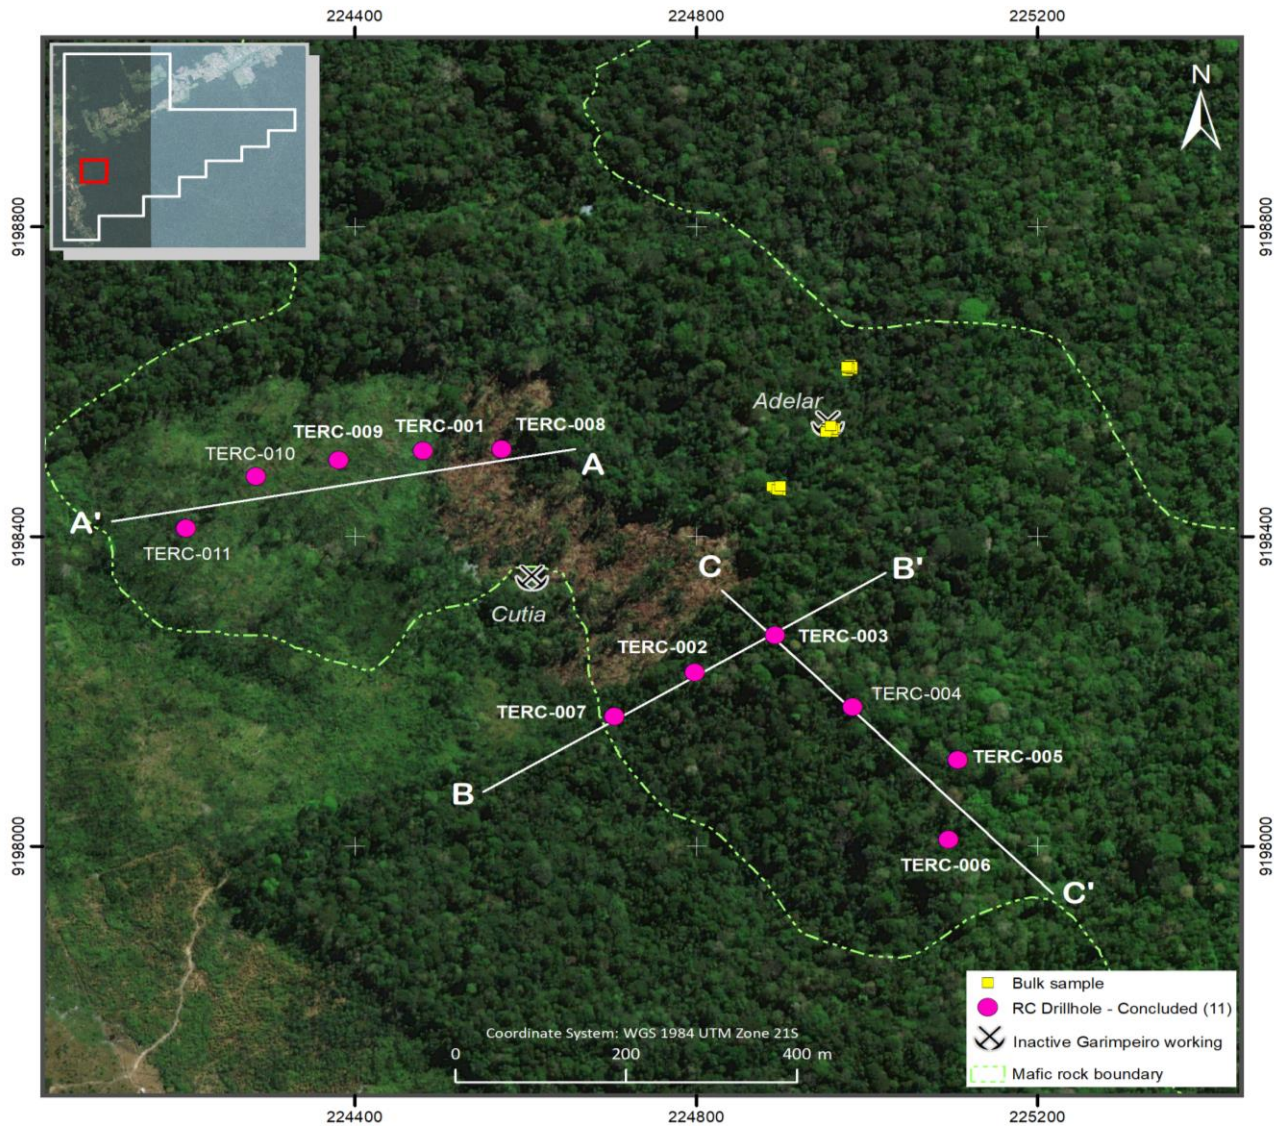 224400
224800
225200
N
9198800
9198800
Adelar
TERC-009
TERC-001
TERC-008
TERC-010
A
A'
9198400
9198400
TERC-011
C
B'
Cutia
TERC-003
TERC-002
TERC-004
TERC-007
TERC-005
B
9198000
9198000
TERC-006
C'
Bulk sample
RC Drillhole - Concluded (11)
Inactive Garimpeiro working
Mafic rock boundary
Coordinate System: WGS 1984 UTM Zone 21S
0
200
400 m
224400
224800
225200